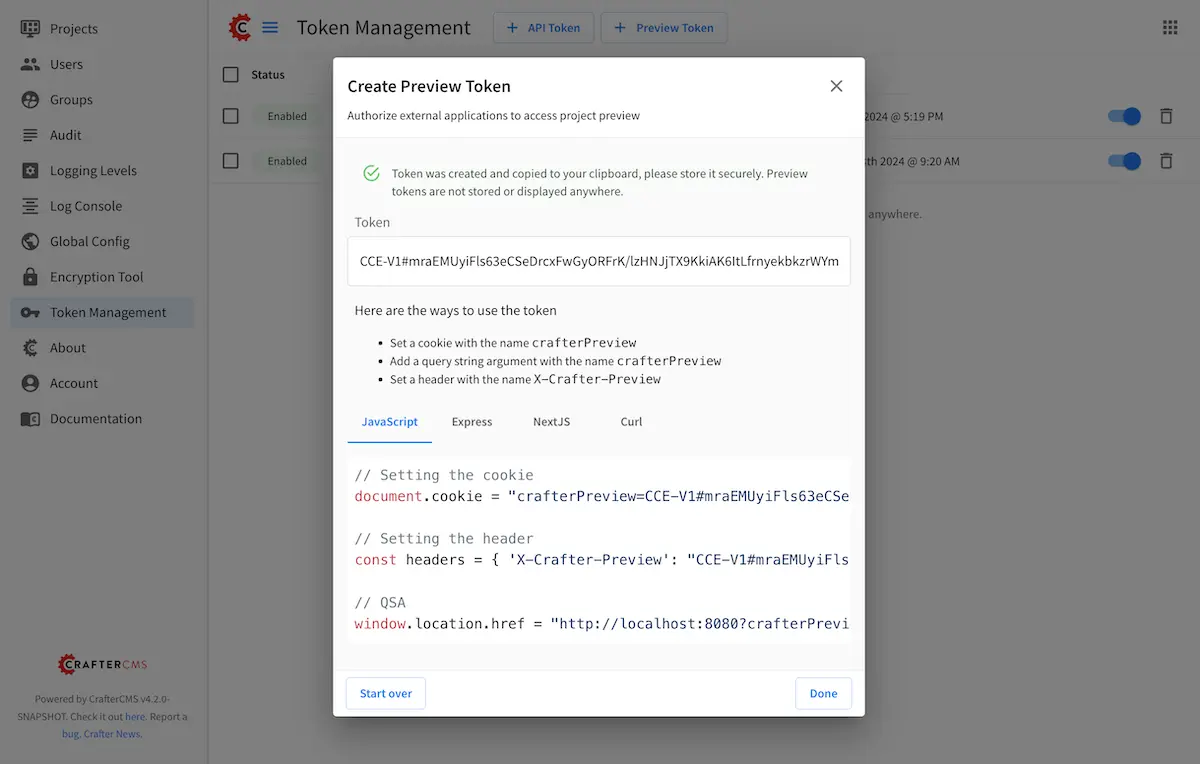 Projects
Users
Groups
Audit
Logging Levels
Log Console
Global Config
Encryption Tool
Token Management
About
Account
Documentation
CRAFTERCMS
Powered by CrafterCMS v4.2.0-
SNAPSHOT. Check it out here. Report a
bug. Crafter News.
Token Management
+ API Token
+ Preview Token
Status
Enabled
2024 @ 5:19 PM
Enabled
th 2024 @ 9:20 AM
anywhere.
Create Preview Token
Authorize external applications to access project preview
Token was created and copied to your clipboard, please store it securely. Preview
tokens are not stored or displayed anywhere.
Token
CCE-V1#mraEMUyiFls63eCSeDrcxFwGyORFrK/lzHNJjTX9KkiAK6ItLfrnyekbkzrWYm
Here are the ways to use the token
• Set a cookie with the name crafterPreview
• Add a query string argument with the name crafterPreview
• Set a header with the name X-Crafter-Preview
JavaScript
Express
NextJS
Curl
// Setting the cookie
document.cookie = "crafterPreview=CCE-V1#mraEMUyiFls63eCSe
// Setting the header
const headers = { 'X-Crafter-Preview': "CCE-V1#mraEMUyiFls
// QSA
window.location.href = "http://localhost:8080?crafterPrevi
Start over
Done